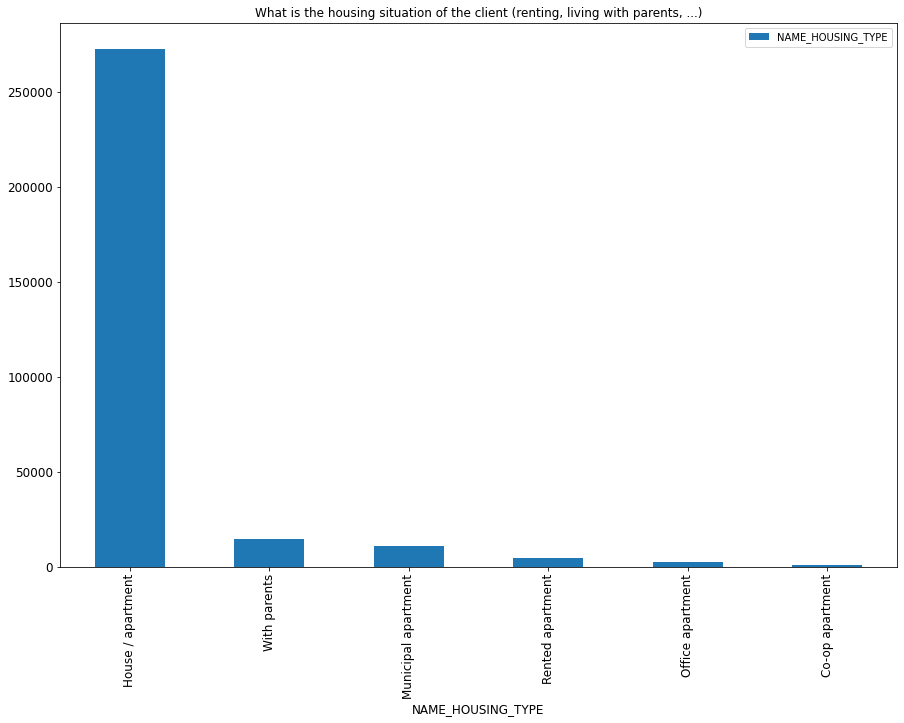 What is the housing situation of the client (renting, living with parents, ...)
NAME_HOUSING_TYPE
250000
200000
150000
100000
50000
0
House / apartment
With parents
Municipal apartment
Rented apartment
Office apartment
Co-op apartment
NAME_HOUSING_TYPE